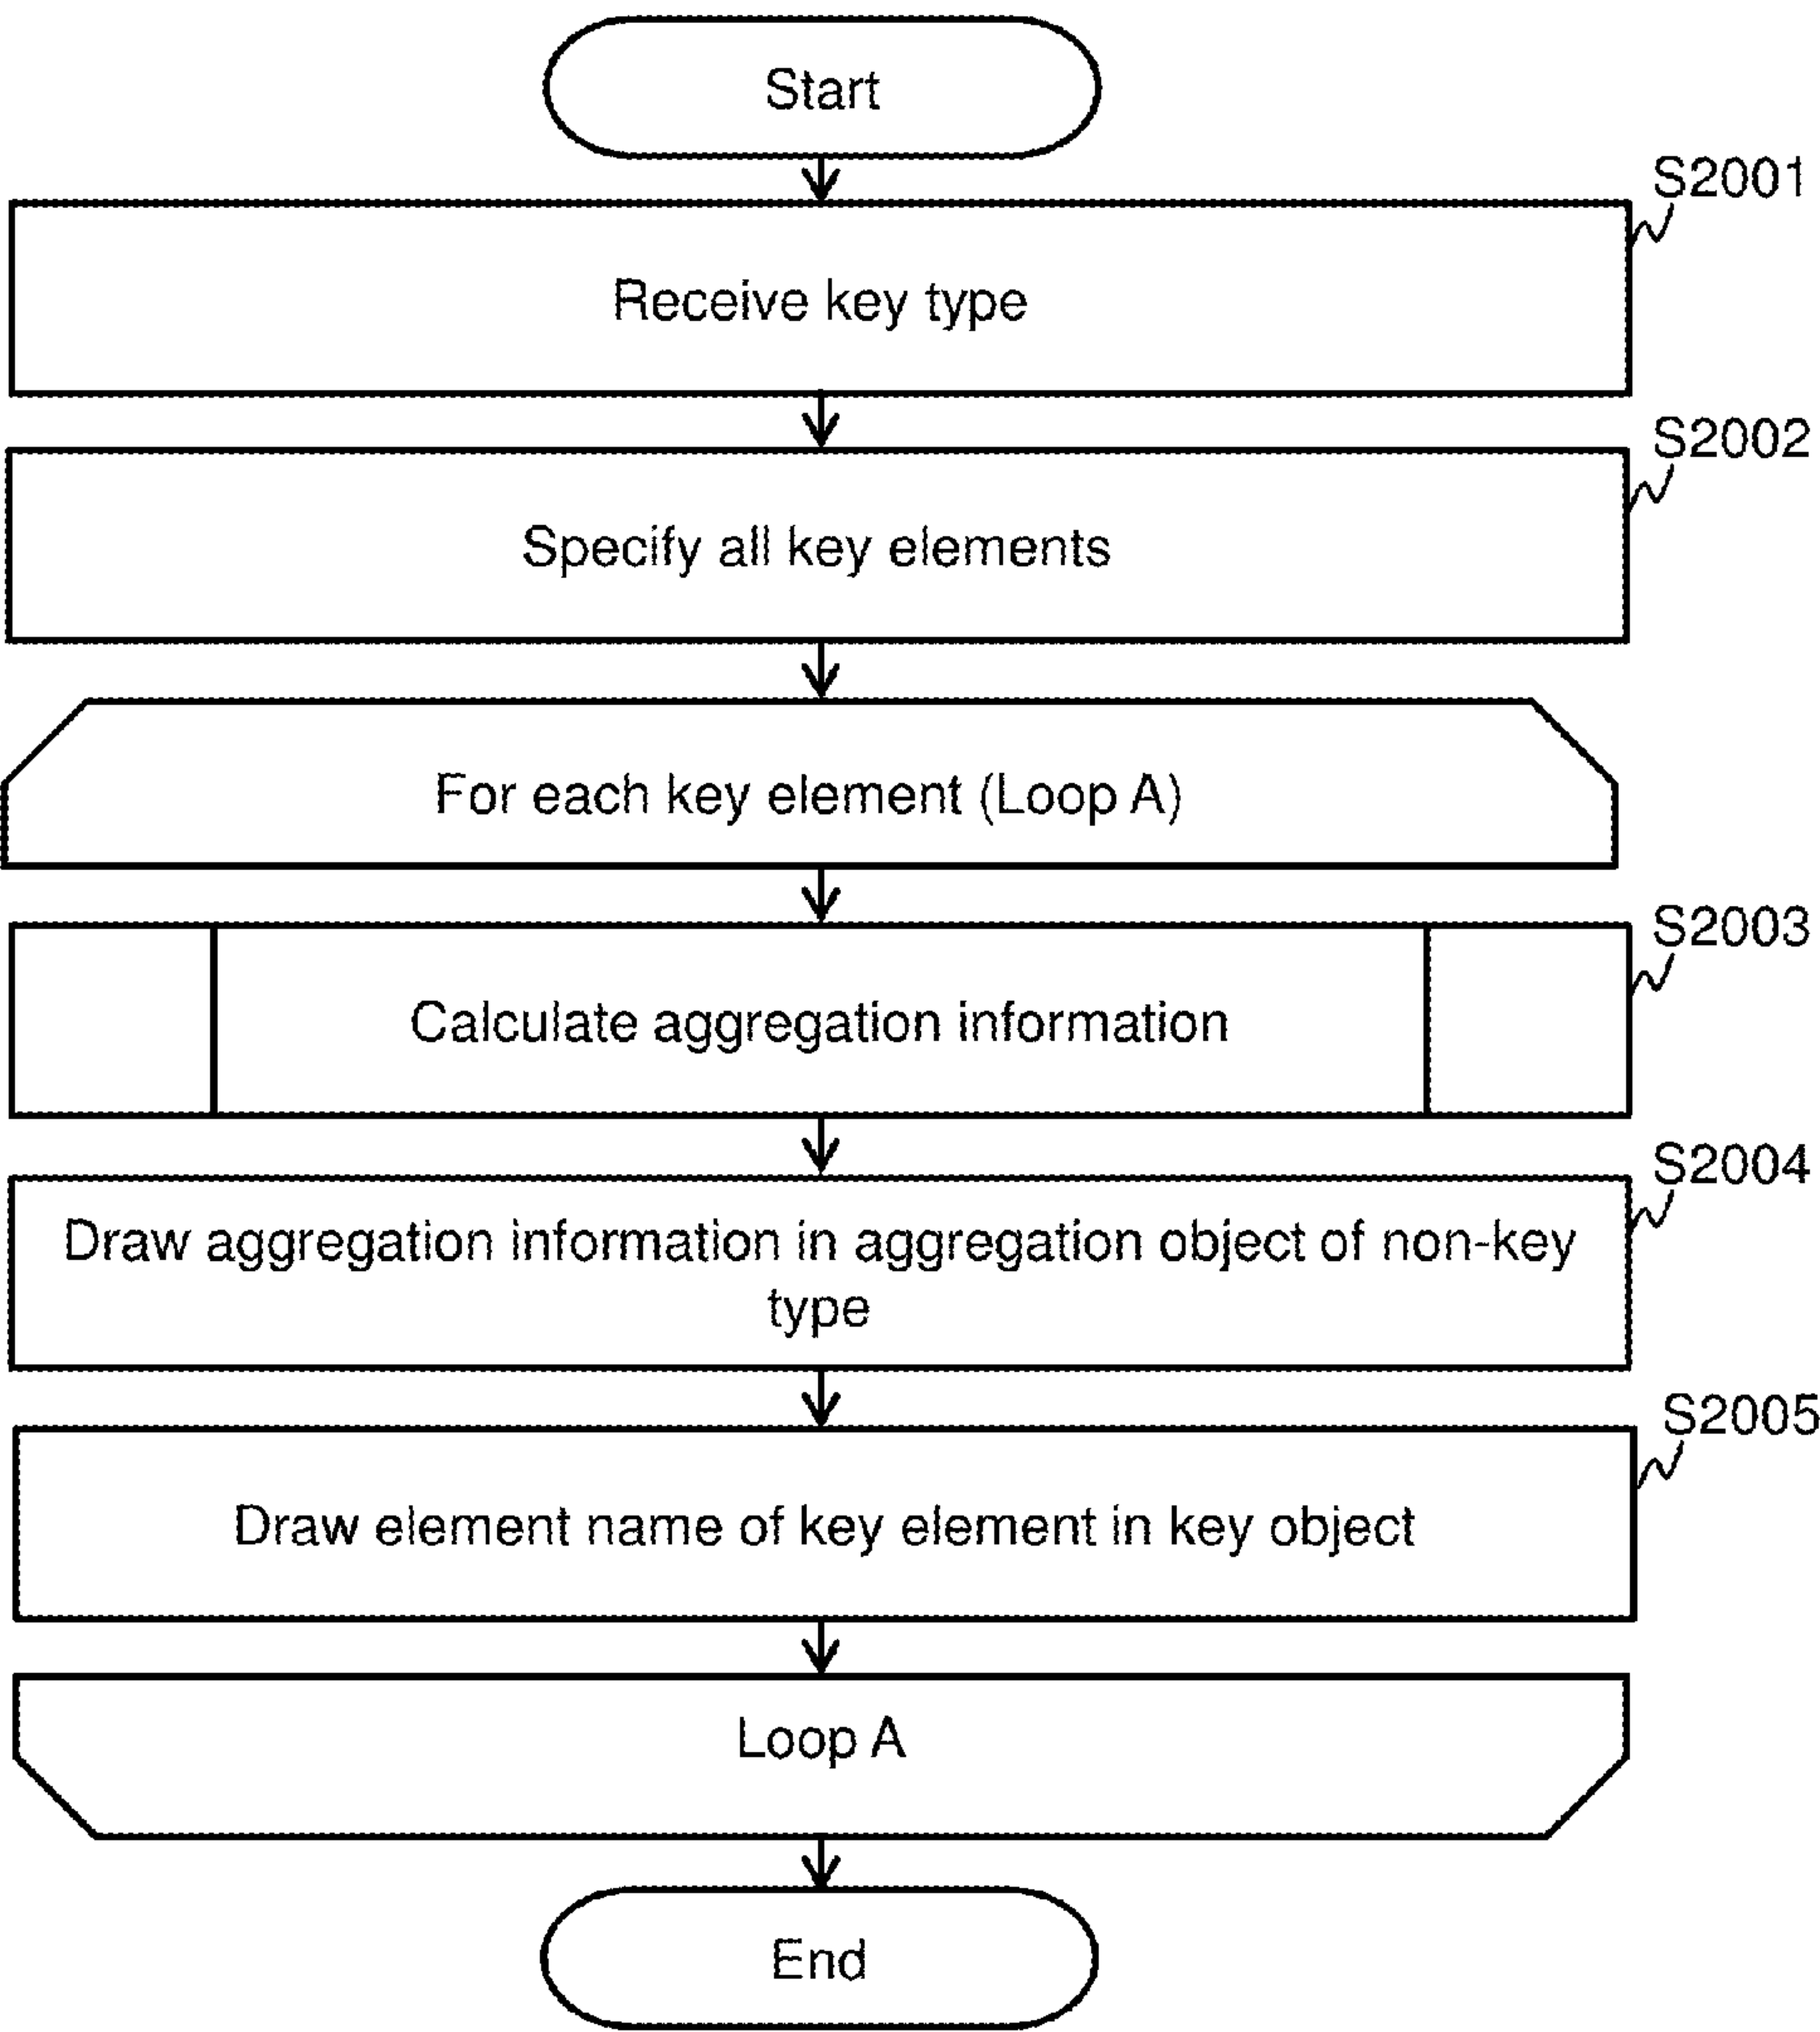 Start
S2001
Receive key type
S2002
Specify all key elements
For each key element (Loop A)
S2003
Calculate aggregation information
S2004
Draw aggregation information in aggregation object of non-key
type
S2005
Draw element name of key element in key object
Loop A
End